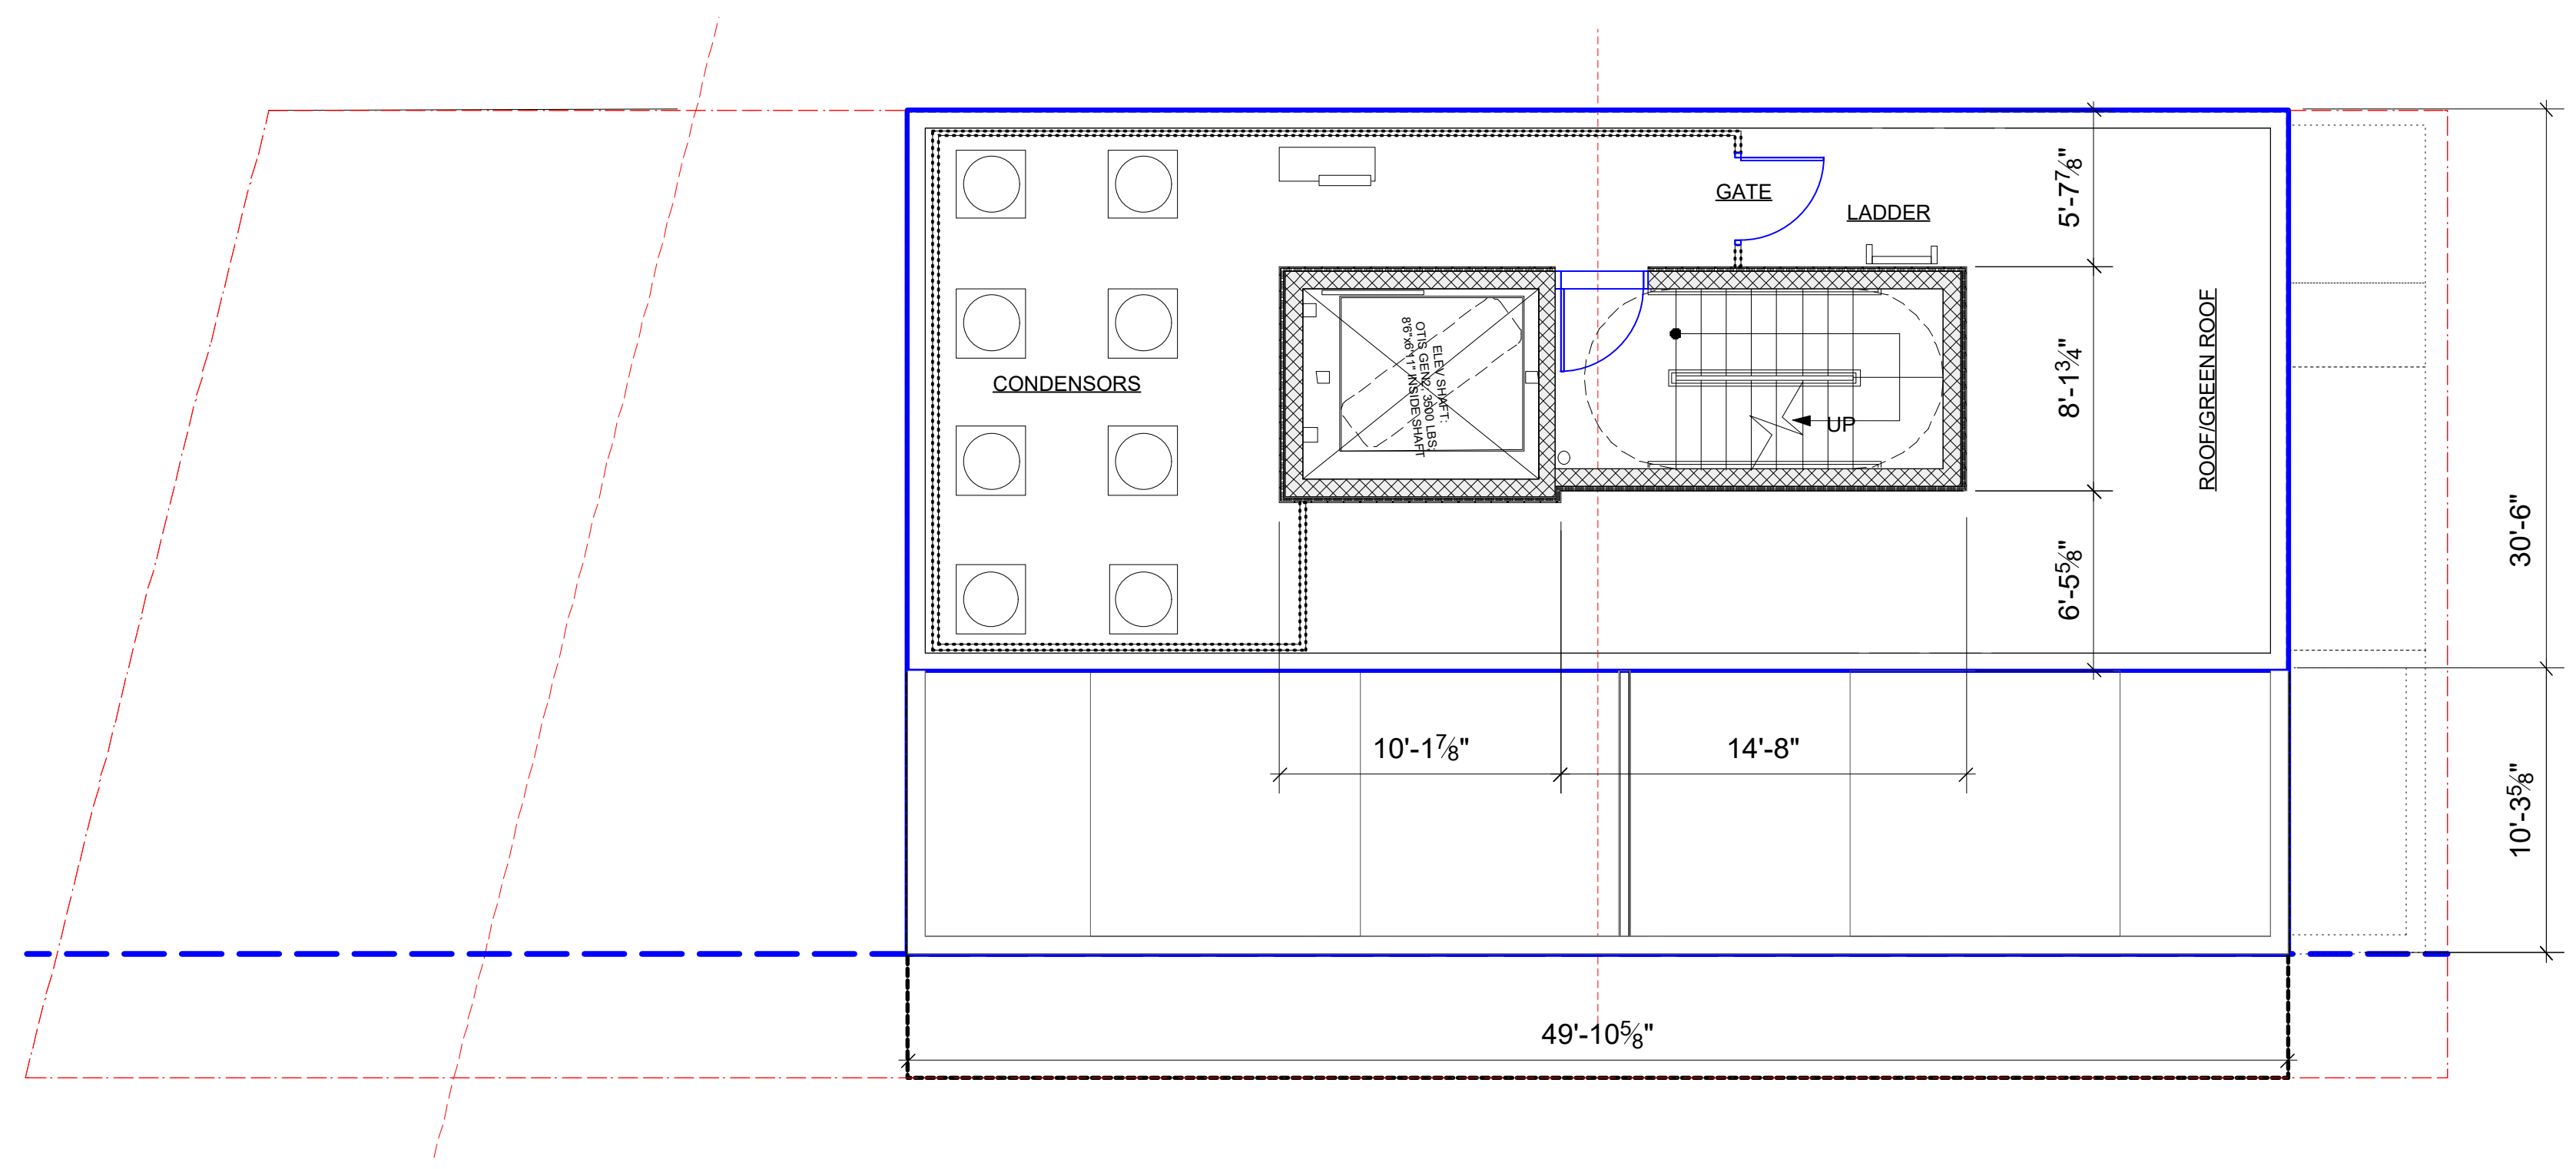 GATE
LADDER
5'-7⅞"
CONDENSORS
ELEV SHAFT :
OTIS GEN2, 3500 LBS;
8'6"x6'11" INSIDE SHAFT
UP
8'-1¾"
ROOF/GREEN ROOF
6'-5⅝"
30'-6"
10'-1⅞"
14'-8"
10'-3⅝"
49'-10⅝"